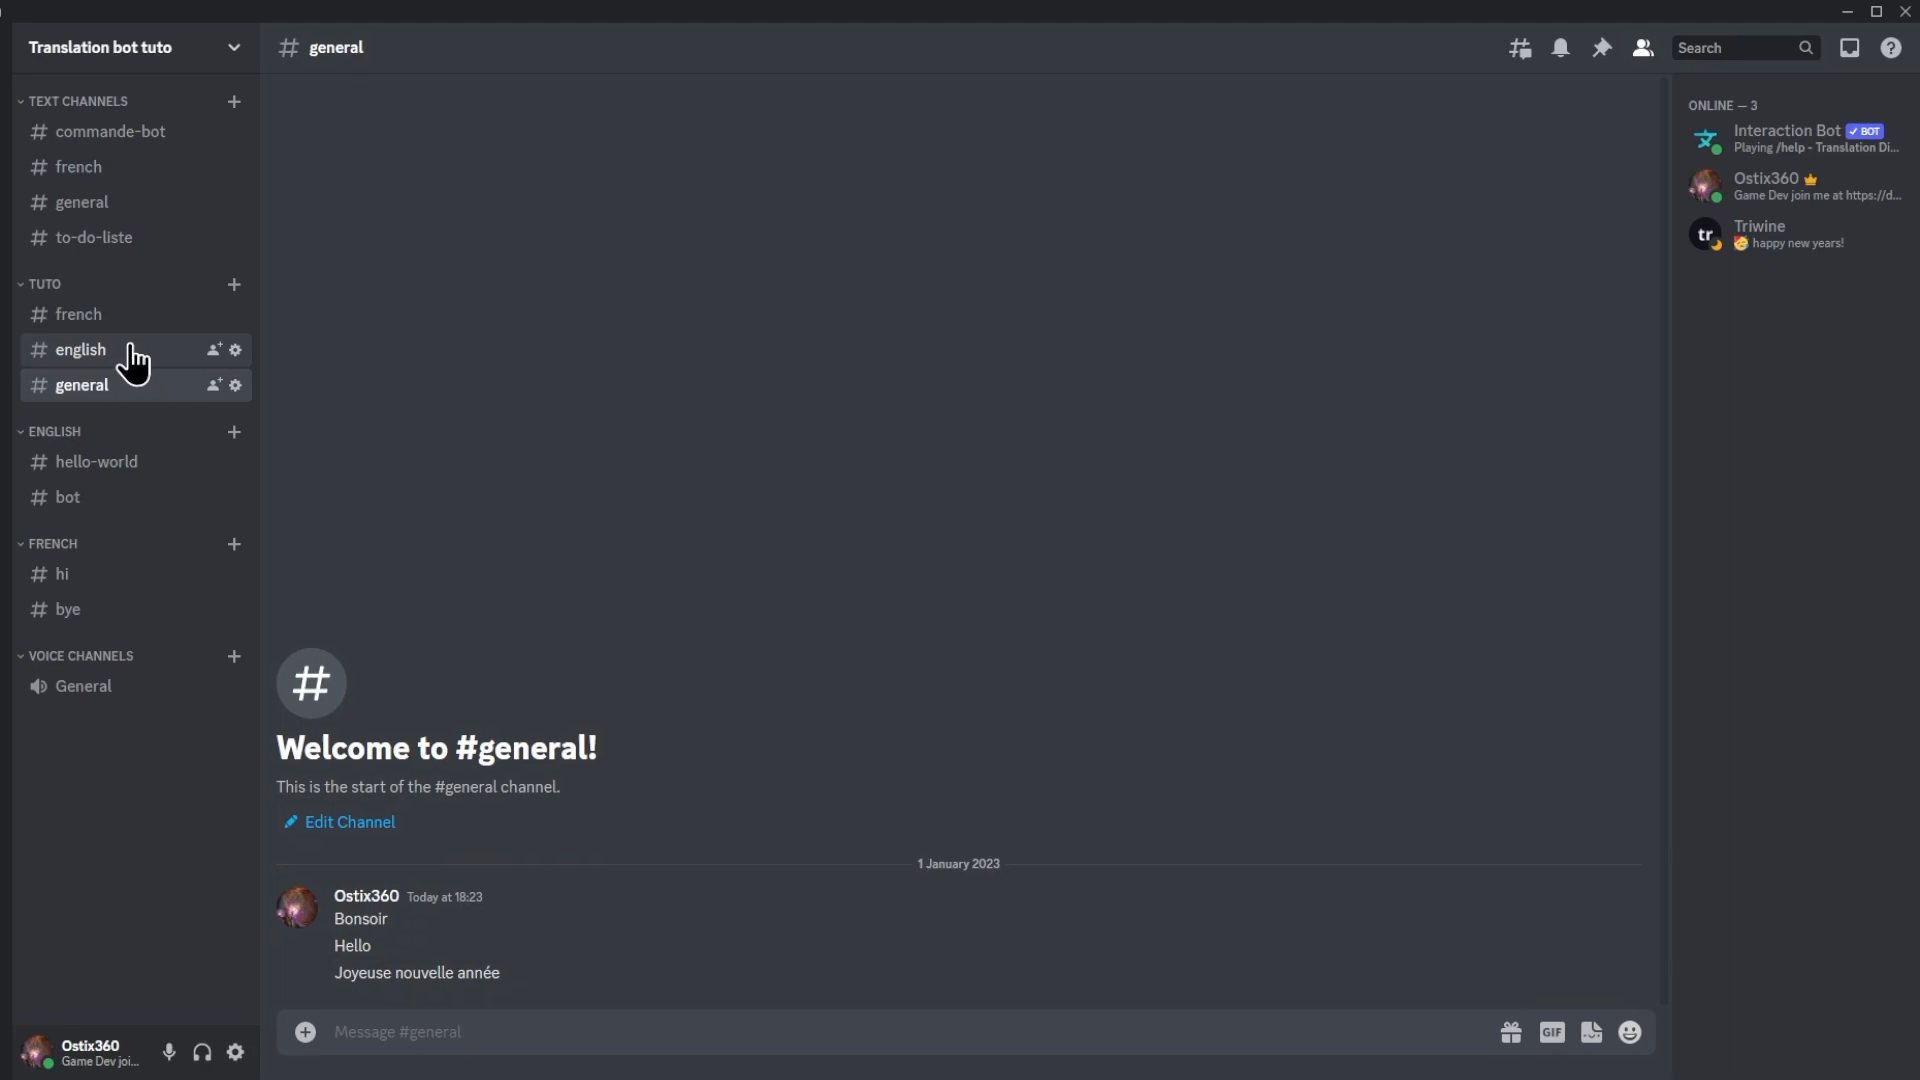 Translation bot tuto
TEXT CHANNELS
commande-bot
french
general
to-do-liste
TUTO
french
english
general
ENGLISH
hello-world
bot
FRENCH
hi
bye
VOICE CHANNELS
General
Ostix360
Game Dev joi...
general
Search
Welcome to #general!
This is the start of the #general channel.
Edit Channel
1 January 2023
Ostix360 Today at 18:23
Bonsoir
Hello
Joyeuse nouvelle année
Message #general
GIF
ONLINE — 3
Interaction Bot ✓ BOT
Playing /help - Translation Di...
Ostix360
Game Dev join me at https://d...
tr
Triwine
happy new years!